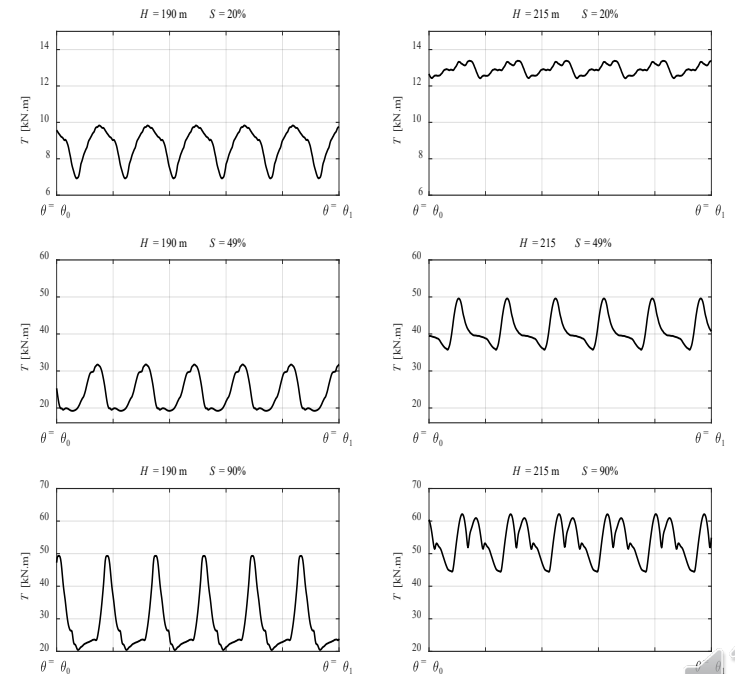 H = 190 m S = 20%
14
12
10
8
6
T [kN.m]
θ = θ0
θ = θ1
H = 215 m S = 20%
14
12
10
8
6
T [kN.m]
θ = θ0
θ = θ1
H = 190 m S = 49%
60
50
40
30
20
T [kN.m]
θ = θ0
θ = θ1
H = 215 S = 49%
60
50
40
30
20
T [kN.m]
θ = θ0
θ = θ1
H = 190 m S = 90%
70
60
50
40
30
20
T [kN.m]
θ = θ0
θ = θ1
H = 215 m S = 90%
70
60
50
40
30
20
T [kN.m]
θ = θ0
θ = θ1